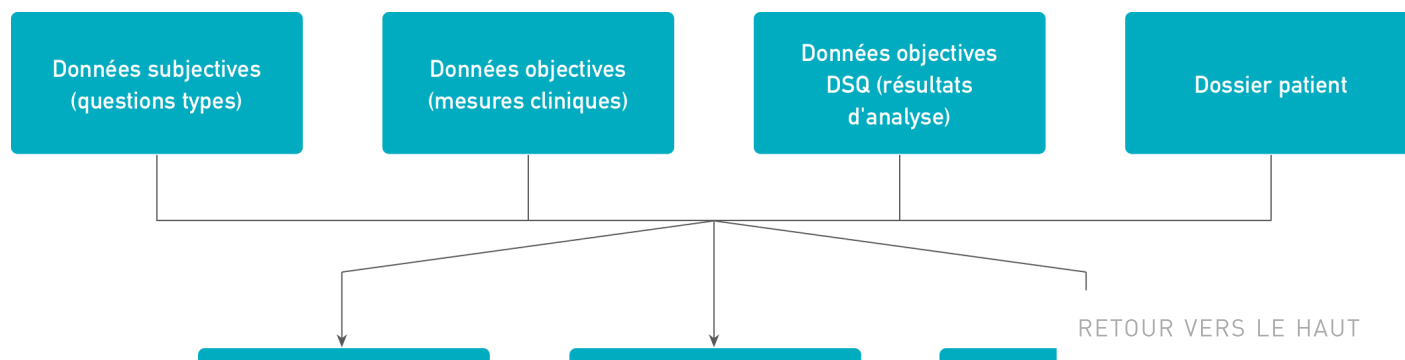 Données subjectives
(questions types)
Données objectives
(mesures cliniques)
Données objectives
DSQ (résultats
d'analyse)
Dossier patient
RETOUR VERS LE HAUT